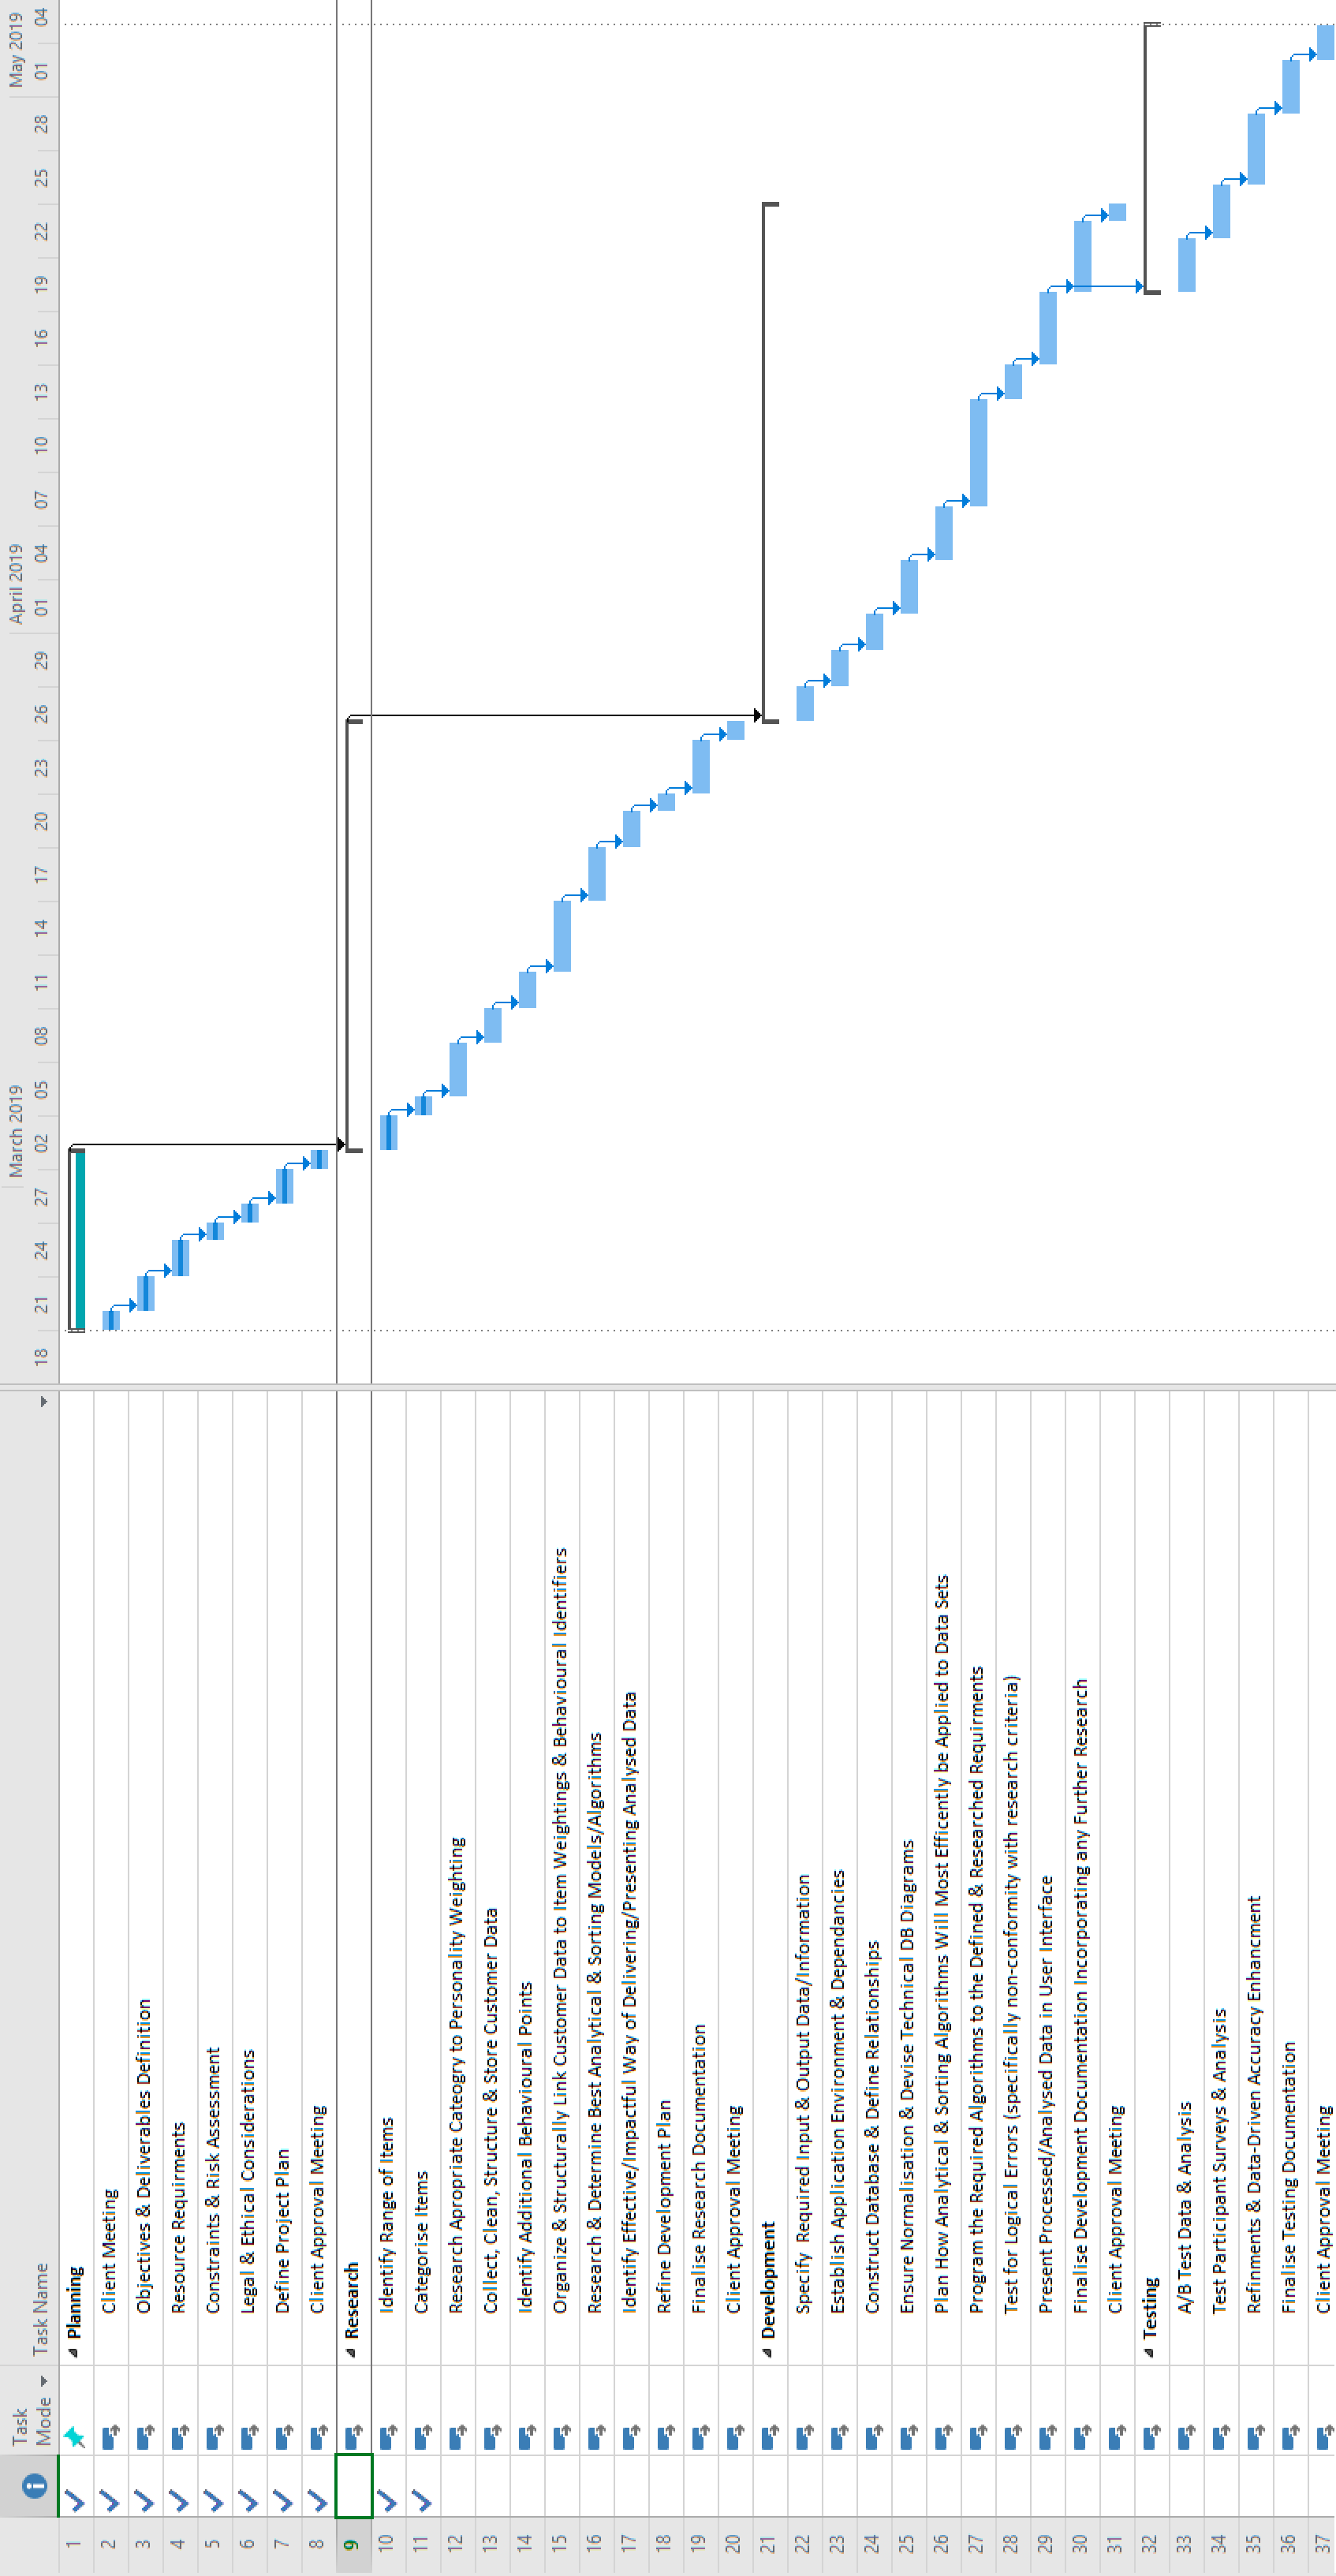 Task Mode Task Name March 2019 April 2019 May 2019
18 21 24 27 02 05 08 11 14 17 20 23 26 29 01 04 07 10 13 16 19 22 25 28 01 04
1 Planning
2 Client Meeting
3 Objectives & Deliverables Definition
4 Resource Requirments
5 Constraints & Risk Assessment
6 Legal & Ethical Considerations
7 Define Project Plan
8 Client Approval Meeting
9 Research
10 Identify Range of Items
11 Categorise Items
12 Research Apropriate Cateogry to Personality Weighting
13 Collect, Clean, Structure & Store Customer Data
14 Identify Additional Behavioural Points
15 Organize & Structurally Link Customer Data to Item Weightings & Behavioural Identifiers
16 Research & Determine Best Analytical & Sorting Models/Algorithms
17 Identify Effective/Impactful Way of Delivering/Presenting Analysed Data
18 Refine Development Plan
19 Finalise Research Documentation
20 Client Approval Meeting
21 Development
22 Specify Required Input & Output Data/Information
23 Establish Application Environment & Dependancies
24 Construct Database & Define Relationships
25 Ensure Normalisation & Devise Technical DB Diagrams
26 Plan How Analytical & Sorting Algorithms Will Most Efficently be Applied to Data Sets
27 Program the Required Algorithms to the Defined & Researched Requirments
28 Test for Logical Errors (specifically non-conformity with research criteria)
29 Present Processed/Analysed Data in User Interface
30 Finalise Development Documentation Incorporating any Further Research
31 Client Approval Meeting
32 Testing
33 A/B Test Data & Analysis
34 Test Participant Surveys & Analysis
35 Refinments & Data-Driven Accuracy Enhancment
36 Finalise Testing Documentation
37 Client Approval Meeting